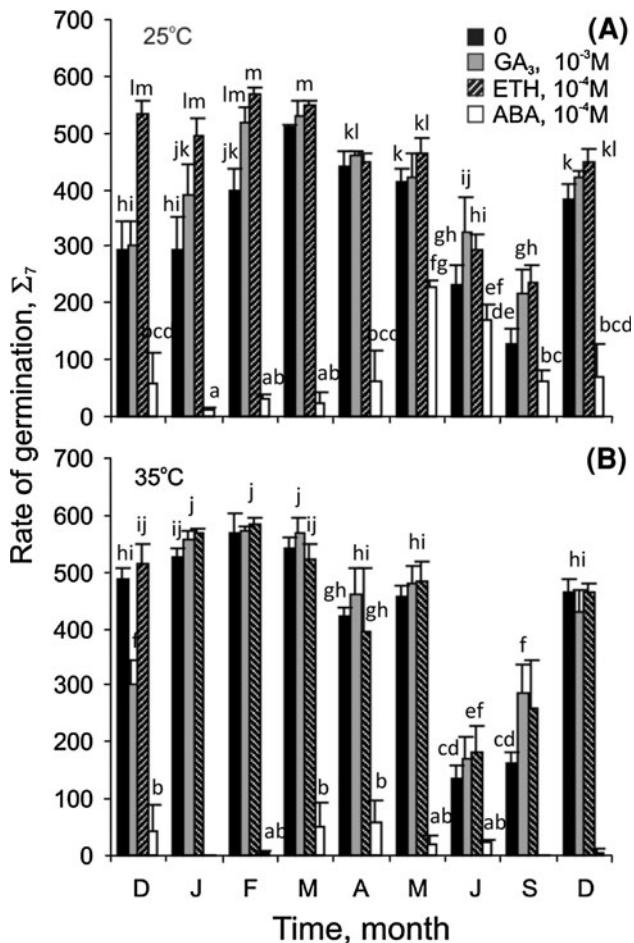 700
25°C
(A)
0
GA₃, 10⁻³M
ETH, 10⁻⁴M
ABA, 10⁻⁴M
600
500
400
300
200
100
0
lm lm lm m m
hi hi jk jk kl k kl gh ij hi gh k kl
bcd a ab ab bcd fg ef de bc bcd
Rate of germination, Σ₇
700
35°C
(B)
600
500
400
300
200
100
0
hi ij ij j j j ij gh hi gh hi hi
f cd ef cd f
b ab b b ab ab
D J F M A M J S D
Time, month